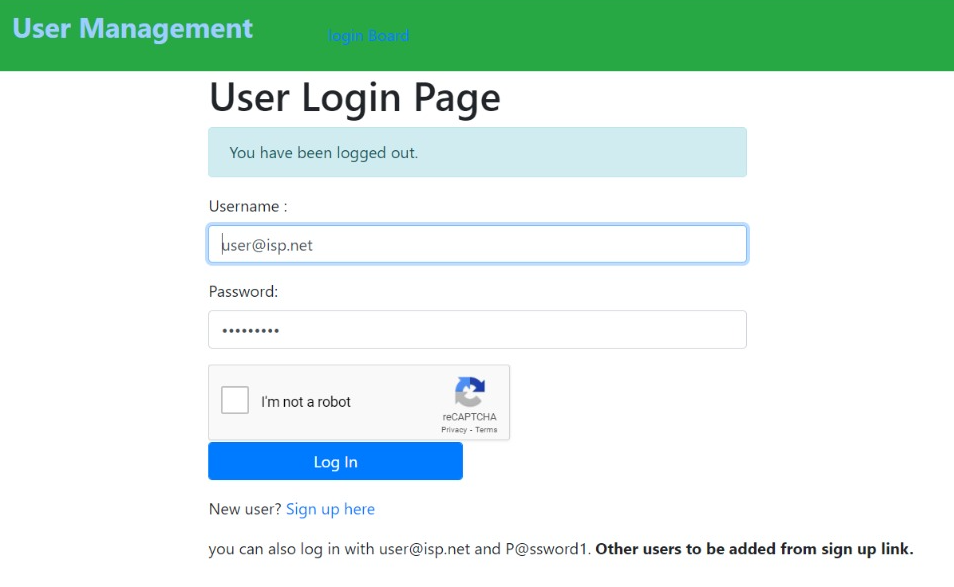 User Management
login Board
User Login Page
You have been logged out.
Username :
user@isp.net
Password:
•••••••••
I'm not a robot
reCAPTCHA
Privacy - Terms
Log In
New user? Sign up here
you can also log in with user@isp.net and P@ssword1. Other users to be added from sign up link.